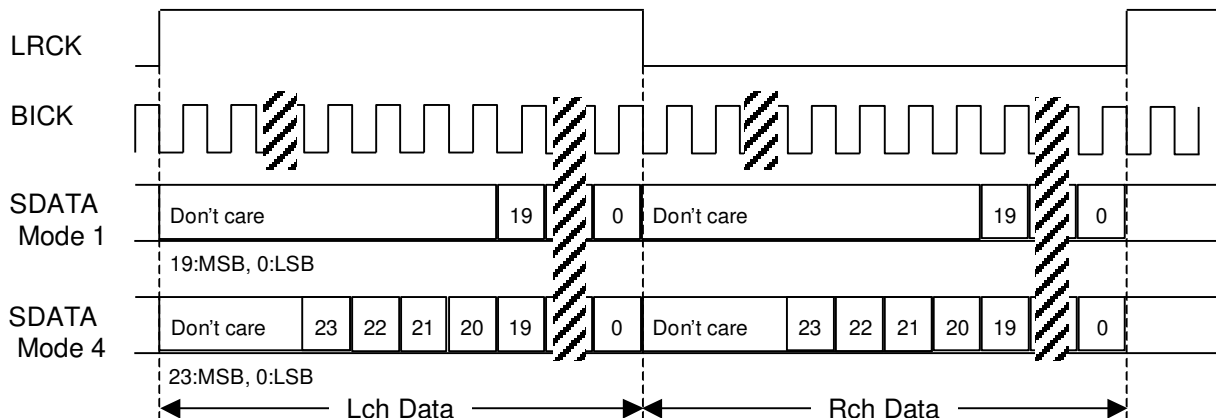 LRCK
BICK
SDATA
Mode 1
Don't care 19 0 Don't care 19 0
19:MSB, 0:LSB
SDATA
Mode 4
Don't care 23 22 21 20 19 0 Don't care 23 22 21 20 19 0
23:MSB, 0:LSB
Lch Data Rch Data